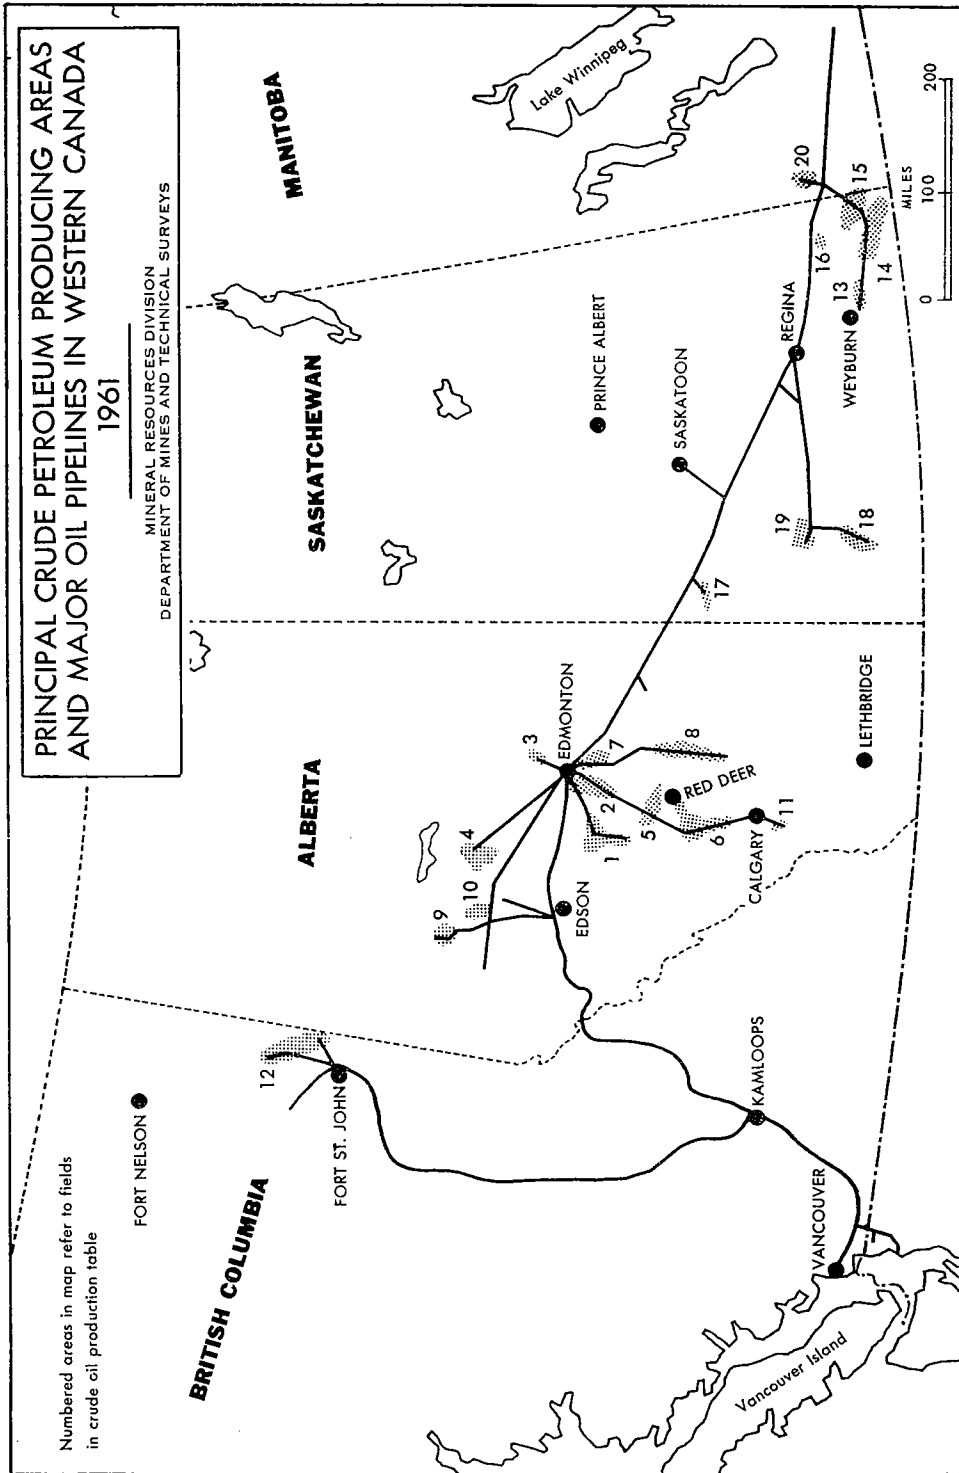 PRINCIPAL CRUDE PETROLEUM PRODUCING AREAS
AND MAJOR OIL PIPELINES IN WESTERN CANADA
1961
MINERAL RESOURCES DIVISION
DEPARTMENT OF MINES AND TECHNICAL SURVEYS
Numbered areas in map refer to fields
in crude oil production table
BRITISH COLUMBIA
ALBERTA
SASKATCHEWAN
MANITOBA
FORT NELSON
FORT ST. JOHN
12
9
10
4
3
EDMONTON
EDSON
1
2
7
5
8
RED DEER
6
CALGARY
11
LETHBRIDGE
KAMLOOPS
VANCOUVER
Vancouver Island
PRINCE ALBERT
SASKATOON
17
19
18
REGINA
WEYBURN
13
16
14
15
20
Lake Winnipeg
MILES
0
100
200